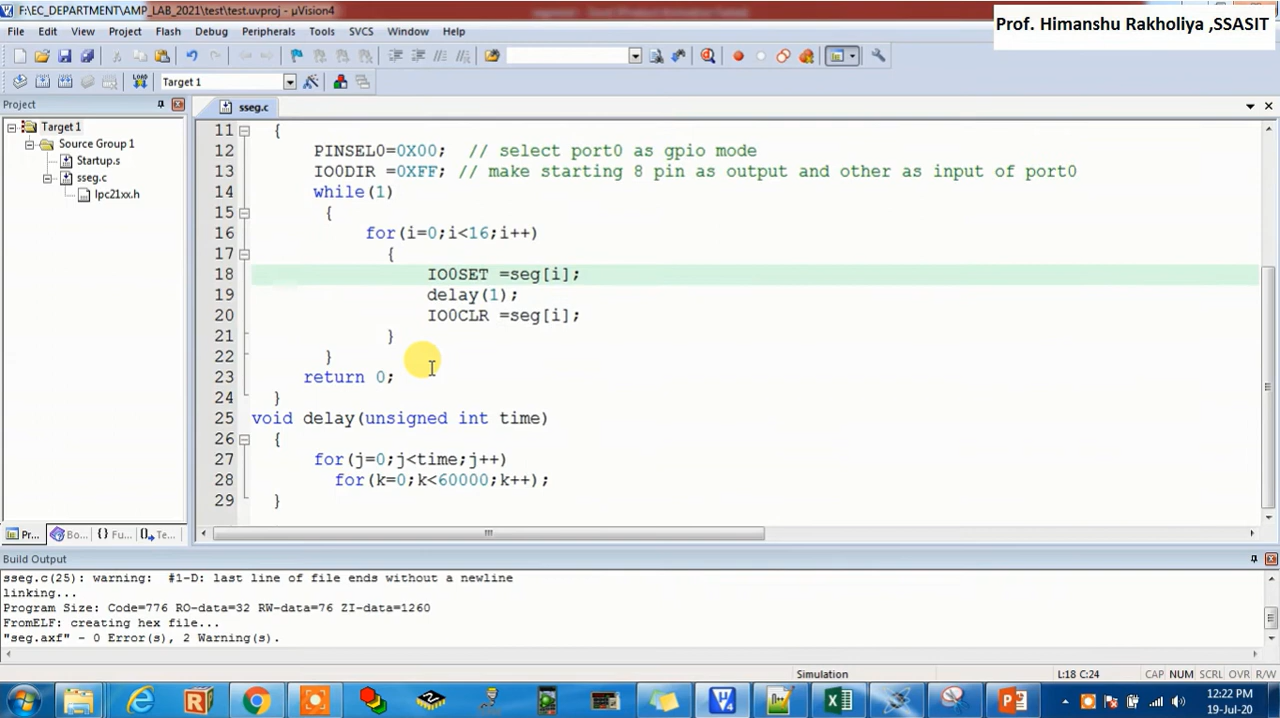 F:\EC_DEPARTMENT\AMP_LAB_2021\test\test.uvproj - µVision4
Prof. Himanshu Rakholiya ,SSASIT
File Edit View Project Flash Debug Peripherals Tools SVCS Window Help
LOAD Target 1
Project
sseg.c
Target 1
Source Group 1
Startup.s
sseg.c
lpc21xx.h
11 {
12 PINSEL0=0X00; // select port0 as gpio mode
13 IO0DIR =0XFF; // make starting 8 pin as output and other as input of port0
14 while(1)
15 {
16 for(i=0;i<16;i++)
17 {
18 IO0SET =seg[i];
19 delay(1);
20 IO0CLR =seg[i];
21 }
22 }
23 return 0;
24 }
25 void delay(unsigned int time)
26 {
27 for(j=0;j<time;j++)
28 for(k=0;k<60000;k++);
29 }
Pr... Bo... {} Fu... Te...
Build Output
sseg.c(25): warning: #1-D: last line of file ends without a newline
linking...
Program Size: Code=776 RO-data=32 RW-data=76 ZI-data=1260
FromELF: creating hex file...
"seg.axf" - 0 Error(s), 2 Warning(s).
Simulation L:18 C:24 CAP NUM SCRL OVR R/W
12:22 PM
19-Jul-20